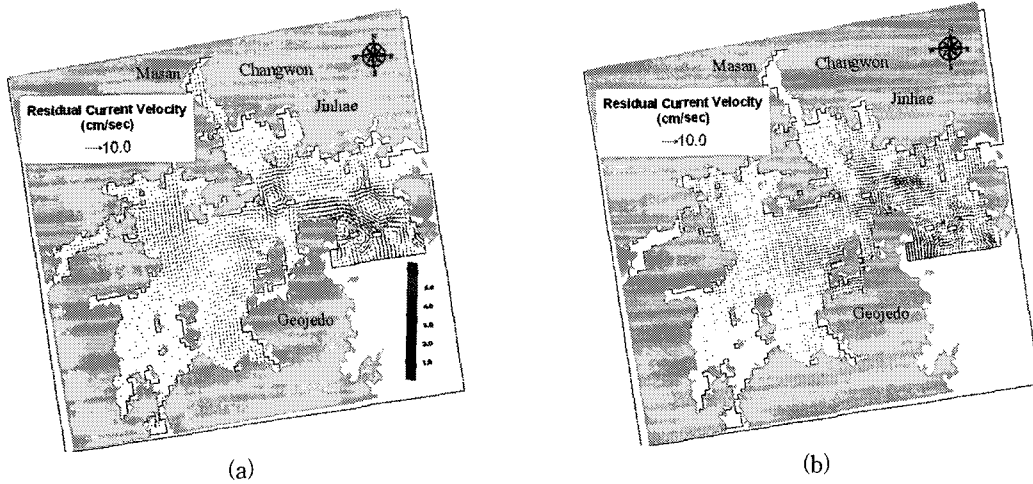 Masan
Changwon
Jinhae
Residual Current Velocity
(cm/sec)
10.0
Geojedo
(a)
Masan
Changwon
Jinhae
Residual Current Velocity
(cm/sec)
10.0
Geojedo
(b)